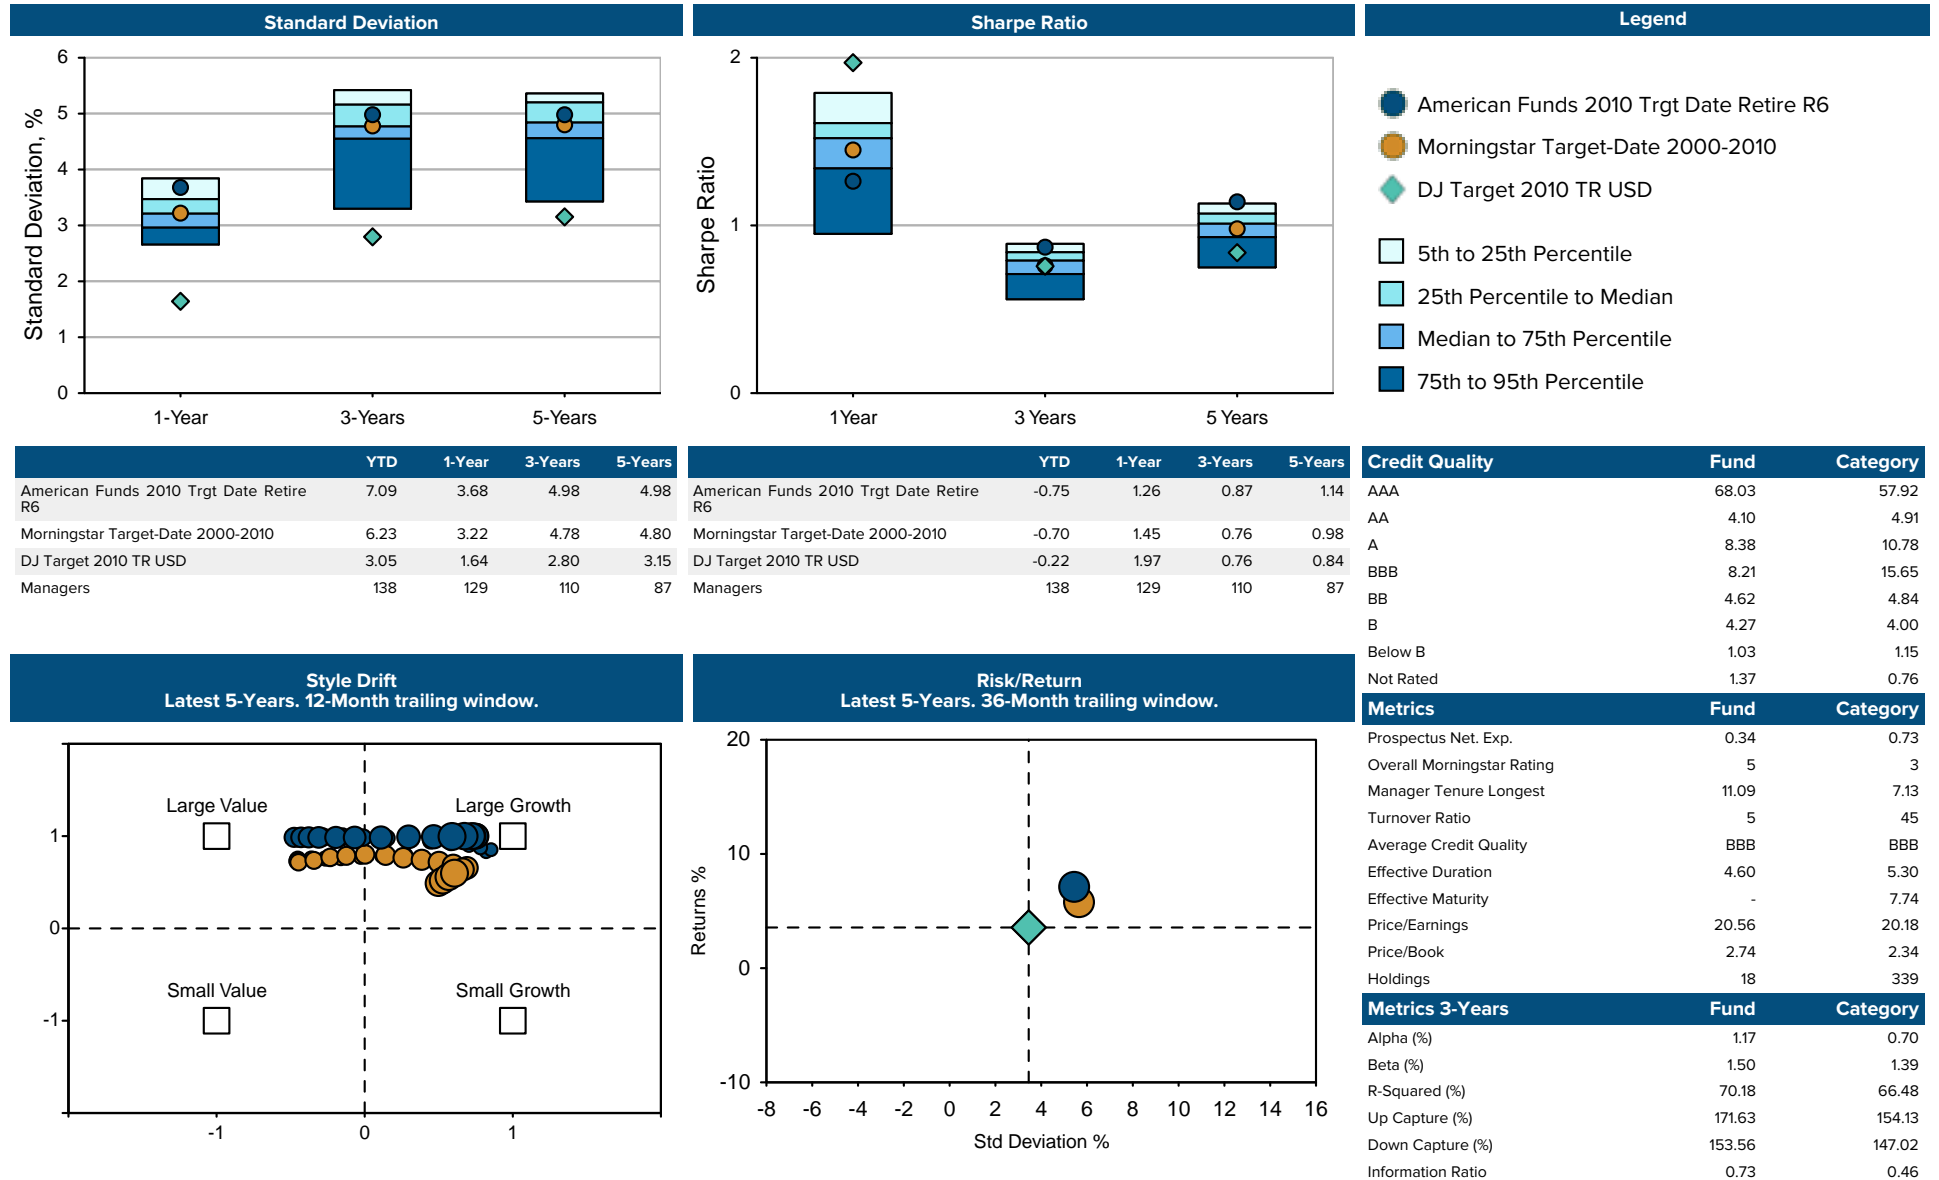 Standard Deviation
6
5
4
3
2
1
0
Standard Deviation, %
1-Year
3-Years
5-Years
Sharpe Ratio
2
1
0
Sharpe Ratio
1Year
3 Years
5 Years
Legend
American Funds 2010 Trgt Date Retire R6
Morningstar Target-Date 2000-2010
DJ Target 2010 TR USD
5th to 25th Percentile
25th Percentile to Median
Median to 75th Percentile
75th to 95th Percentile
YTD 1-Year 3-Years 5-Years
American Funds 2010 Trgt Date Retire R6 7.09 3.68 4.98 4.98
Morningstar Target-Date 2000-2010 6.23 3.22 4.78 4.80
DJ Target 2010 TR USD 3.05 1.64 2.80 3.15
Managers 138 129 110 87
YTD 1-Year 3-Years 5-Years
American Funds 2010 Trgt Date Retire R6 -0.75 1.26 0.87 1.14
Morningstar Target-Date 2000-2010 -0.70 1.45 0.76 0.98
DJ Target 2010 TR USD -0.22 1.97 0.76 0.84
Managers 138 129 110 87
Credit Quality Fund Category
AAA 68.03 57.92
AA 4.10 4.91
A 8.38 10.78
BBB 8.21 15.65
BB 4.62 4.84
B 4.27 4.00
Below B 1.03 1.15
Not Rated 1.37 0.76
Metrics Fund Category
Prospectus Net. Exp. 0.34 0.73
Overall Morningstar Rating 5 3
Manager Tenure Longest 11.09 7.13
Turnover Ratio 5 45
Average Credit Quality BBB BBB
Effective Duration 4.60 5.30
Effective Maturity - 7.74
Price/Earnings 20.56 20.18
Price/Book 2.74 2.34
Holdings 18 339
Metrics 3-Years Fund Category
Alpha (%) 1.17 0.70
Beta (%) 1.50 1.39
R-Squared (%) 70.18 66.48
Up Capture (%) 171.63 154.13
Down Capture (%) 153.56 147.02
Information Ratio 0.73 0.46
Style Drift
Latest 5-Years. 12-Month trailing window.
Large Value Large Growth
1
0
Small Value Small Growth
-1
-1 0 1
Risk/Return
Latest 5-Years. 36-Month trailing window.
20
10
0
-10
Returns %
-8 -6 -4 -2 0 2 4 6 8 10 12 14 16
Std Deviation %